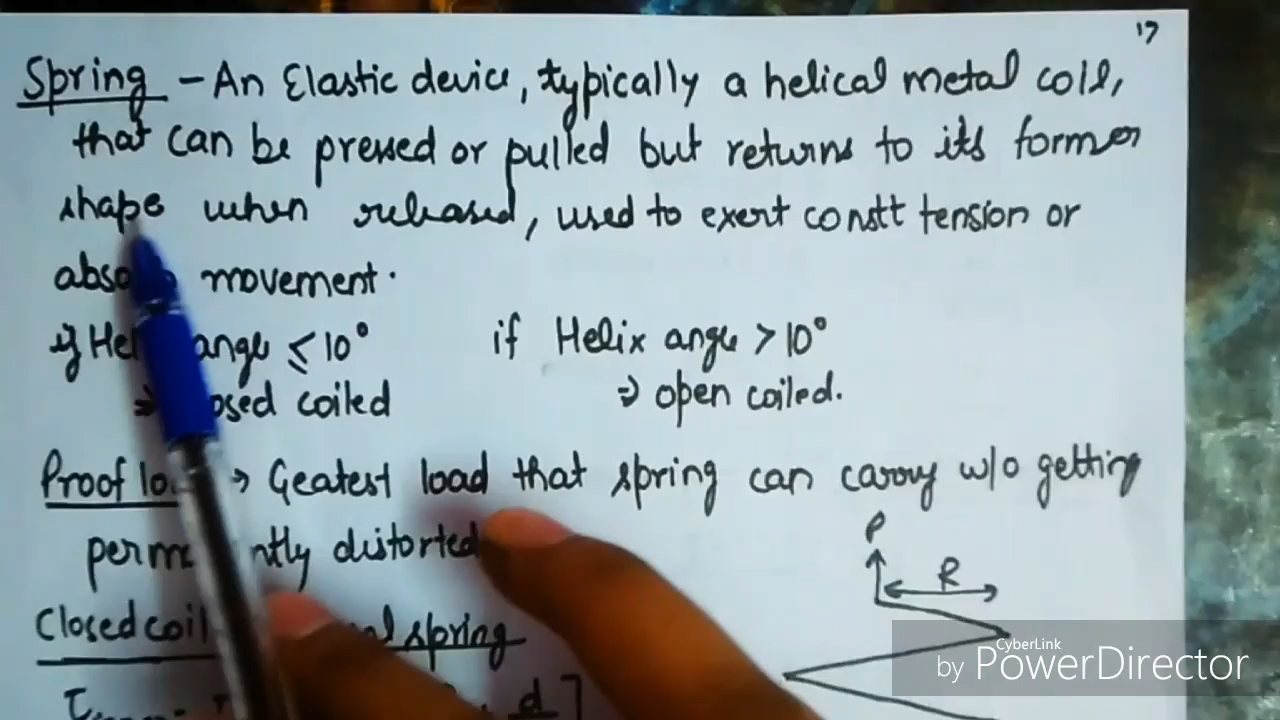 17
Spring - An Elastic device, typically a helical metal coil,
that can be pressed or pulled but returns to its former
shape when released, used to exert constt tension or
movement.
if angle ≤ 10° if Helix angle > 10°
coiled ⇒ open coiled.
Proof → Geatest load that spring can carry w/o getting
distorted
P
R
Closed spring
d
CyberLink
by PowerDirector